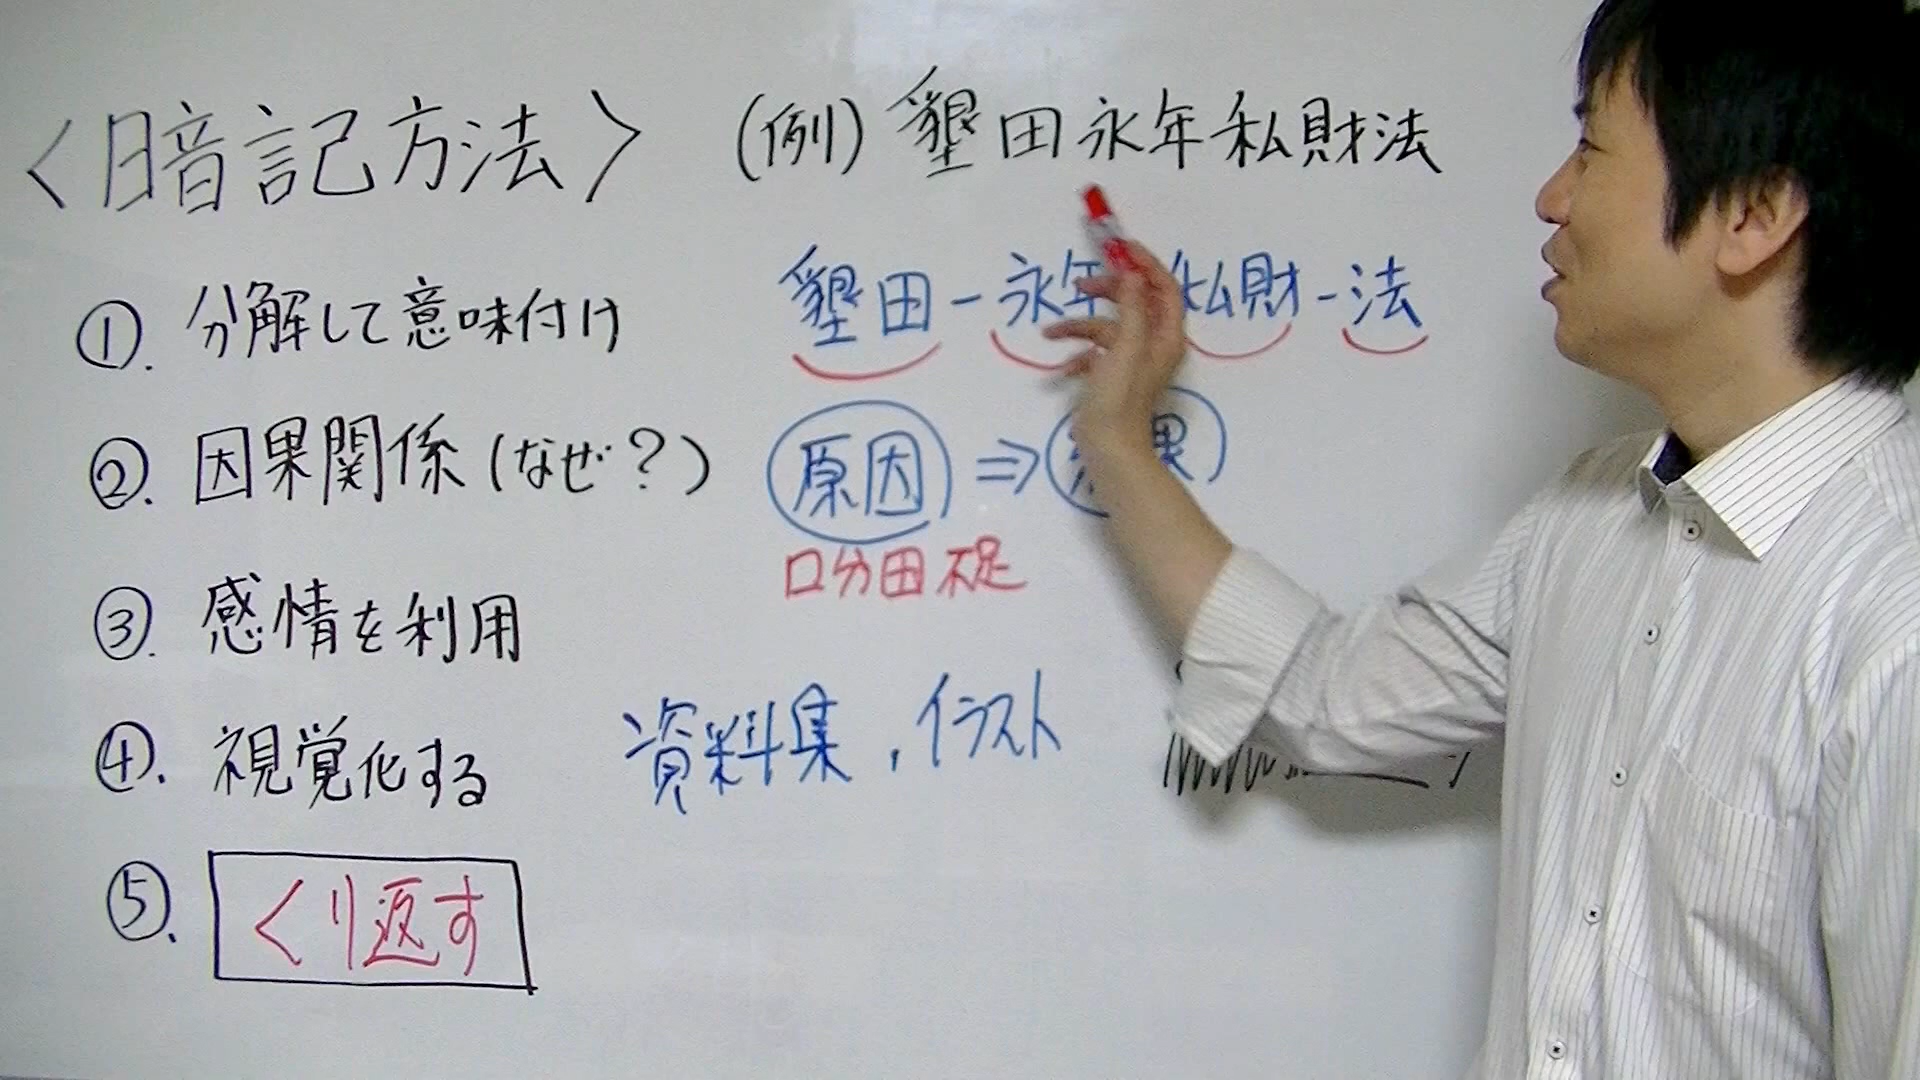 〈暗記方法〉
(例)墾田永年私財法
①.分解して意味付け
墾田-永年 私財-法
②.因果関係(なぜ?)
原因⇒ 果
口分田不足
③.感情を利用
④.視覚化する
資料集,イラスト
⑤.くり返す